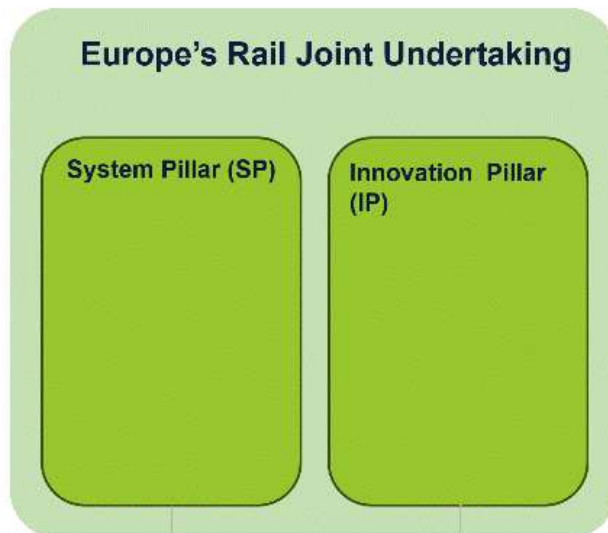 Europe's Rail Joint Undertaking
System Pillar (SP)
Innovation Pillar
(IP)